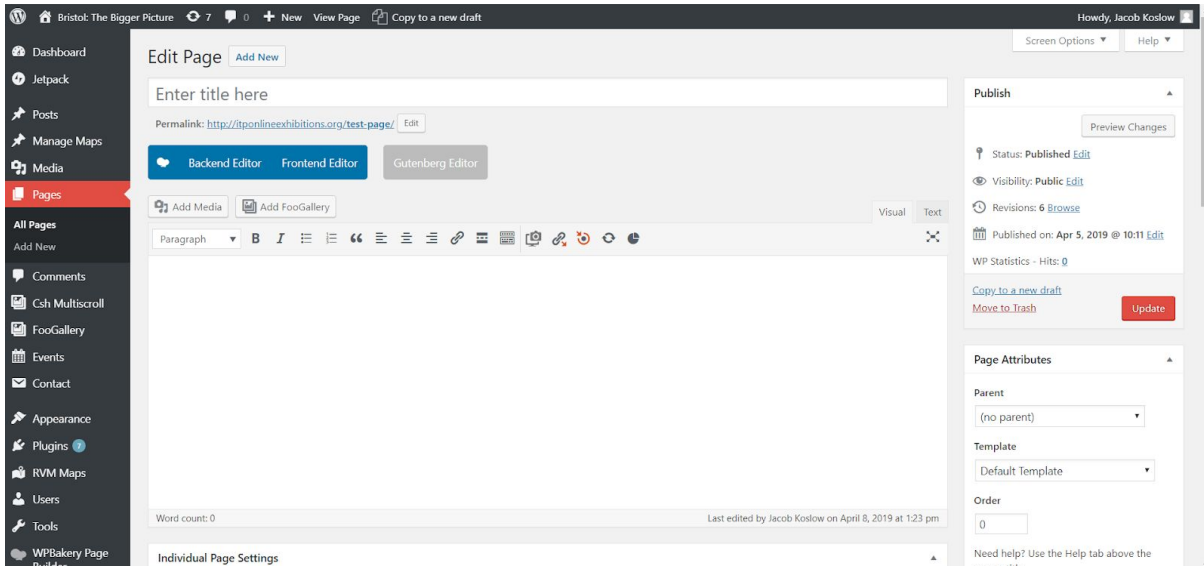 Bristol: The Bigger Picture 7 0 + New View Page Copy to a new draft Howdy, Jacob Koslow
Dashboard
Jetpack
Posts
Manage Maps
Media
Pages
All Pages
Add New
Comments
Csh Multiscroll
FooGallery
Events
Contact
Appearance
Plugins 7
RVM Maps
Users
Tools
WPBakery Page
Screen Options ▼ Help ▼
Edit Page Add New
Enter title here
Permalink: http://itponlineexhibitions.org/test-page/ Edit
Backend Editor Frontend Editor Gutenberg Editor
Add Media Add FooGallery
Visual Text
Paragraph ▼ B I
Word count: 0 Last edited by Jacob Koslow on April 8, 2019 at 1:23 pm
Individual Page Settings
Publish
Preview Changes
Status: Published Edit
Visibility: Public Edit
Revisions: 6 Browse
Published on: Apr 5, 2019 @ 10:11 Edit
WP Statistics - Hits: 0
Copy to a new draft
Move to Trash Update
Page Attributes
Parent
(no parent)
Template
Default Template
Order
0
Need help? Use the Help tab above the